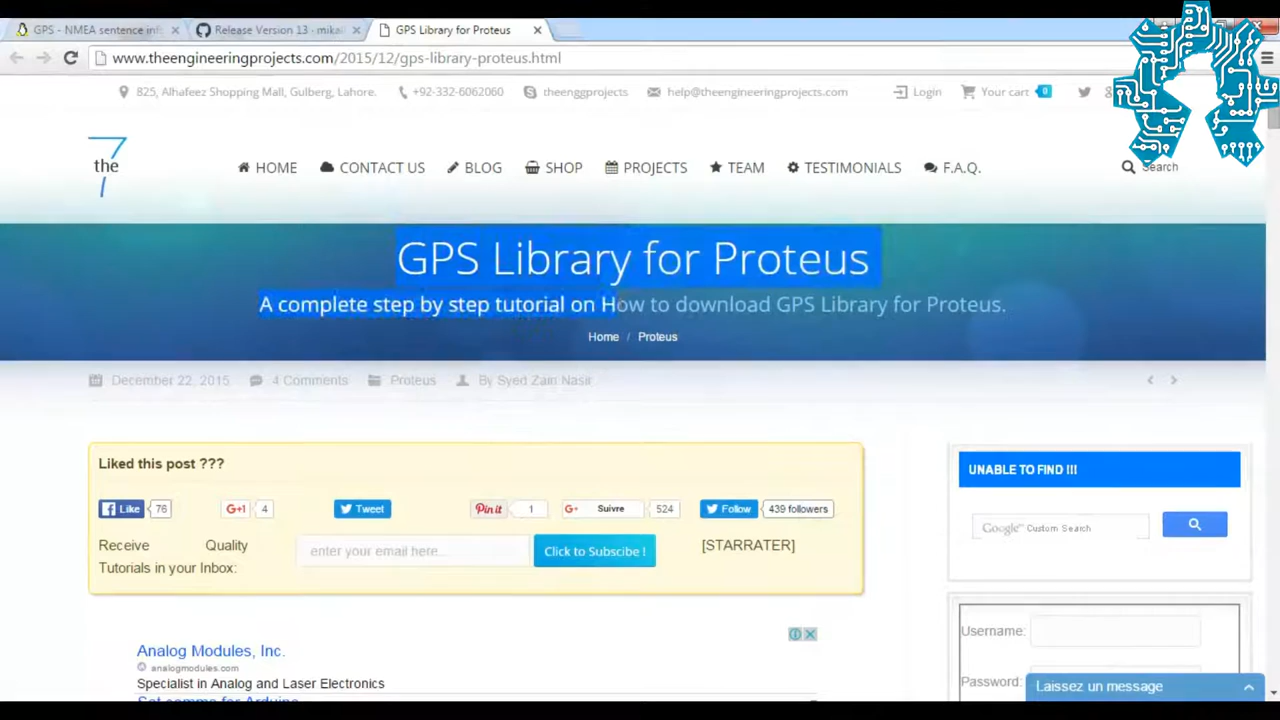 GPS - NMEA sentence inf
Release Version 13 · mikal
GPS Library for Proteus
www.theengineeringprojects.com/2015/12/gps-library-proteus.html
825, Alhafeez Shopping Mall, Gulberg, Lahore. +92-332-6062060 theenggprojects help@theengineeringprojects.com Login Your cart 0
the 7
HOME CONTACT US BLOG SHOP PROJECTS TEAM TESTIMONIALS F.A.Q. Search
GPS Library for Proteus
A complete step by step tutorial on How to download GPS Library for Proteus.
Home / Proteus
December 22, 2015 4 Comments Proteus By Syed Zain Nasir
Liked this post ???
Like 76 G+1 4 Tweet Pin it 1 G+ Suivre 524 Follow 439 followers
Receive Quality
Tutorials in your Inbox:
enter your email here...
Click to Subscibe !
[STARRATER]
UNABLE TO FIND !!!
Google™ Custom Search
Analog Modules, Inc.
analogmodules.com
Specialist in Analog and Laser Electronics
Username:
Password:
Laissez un message